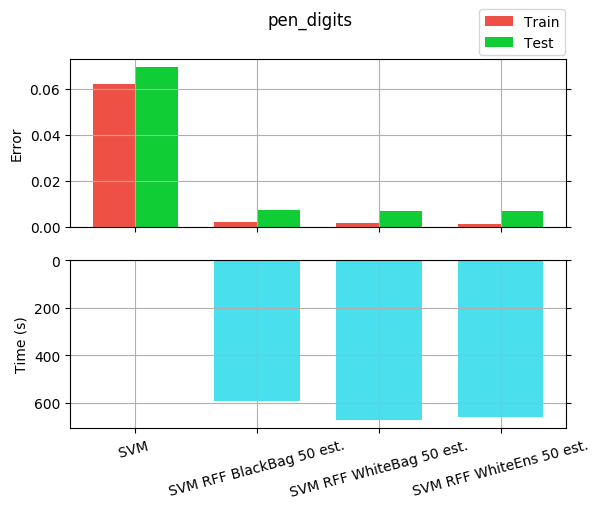 pen_digits
Train
Test
0.06
0.04
0.02
0.00
Error
0
200
400
600
Time (s)
SVM
SVM RFF BlackBag 50 est.
SVM RFF WhiteBag 50 est.
SVM RFF WhiteEns 50 est.